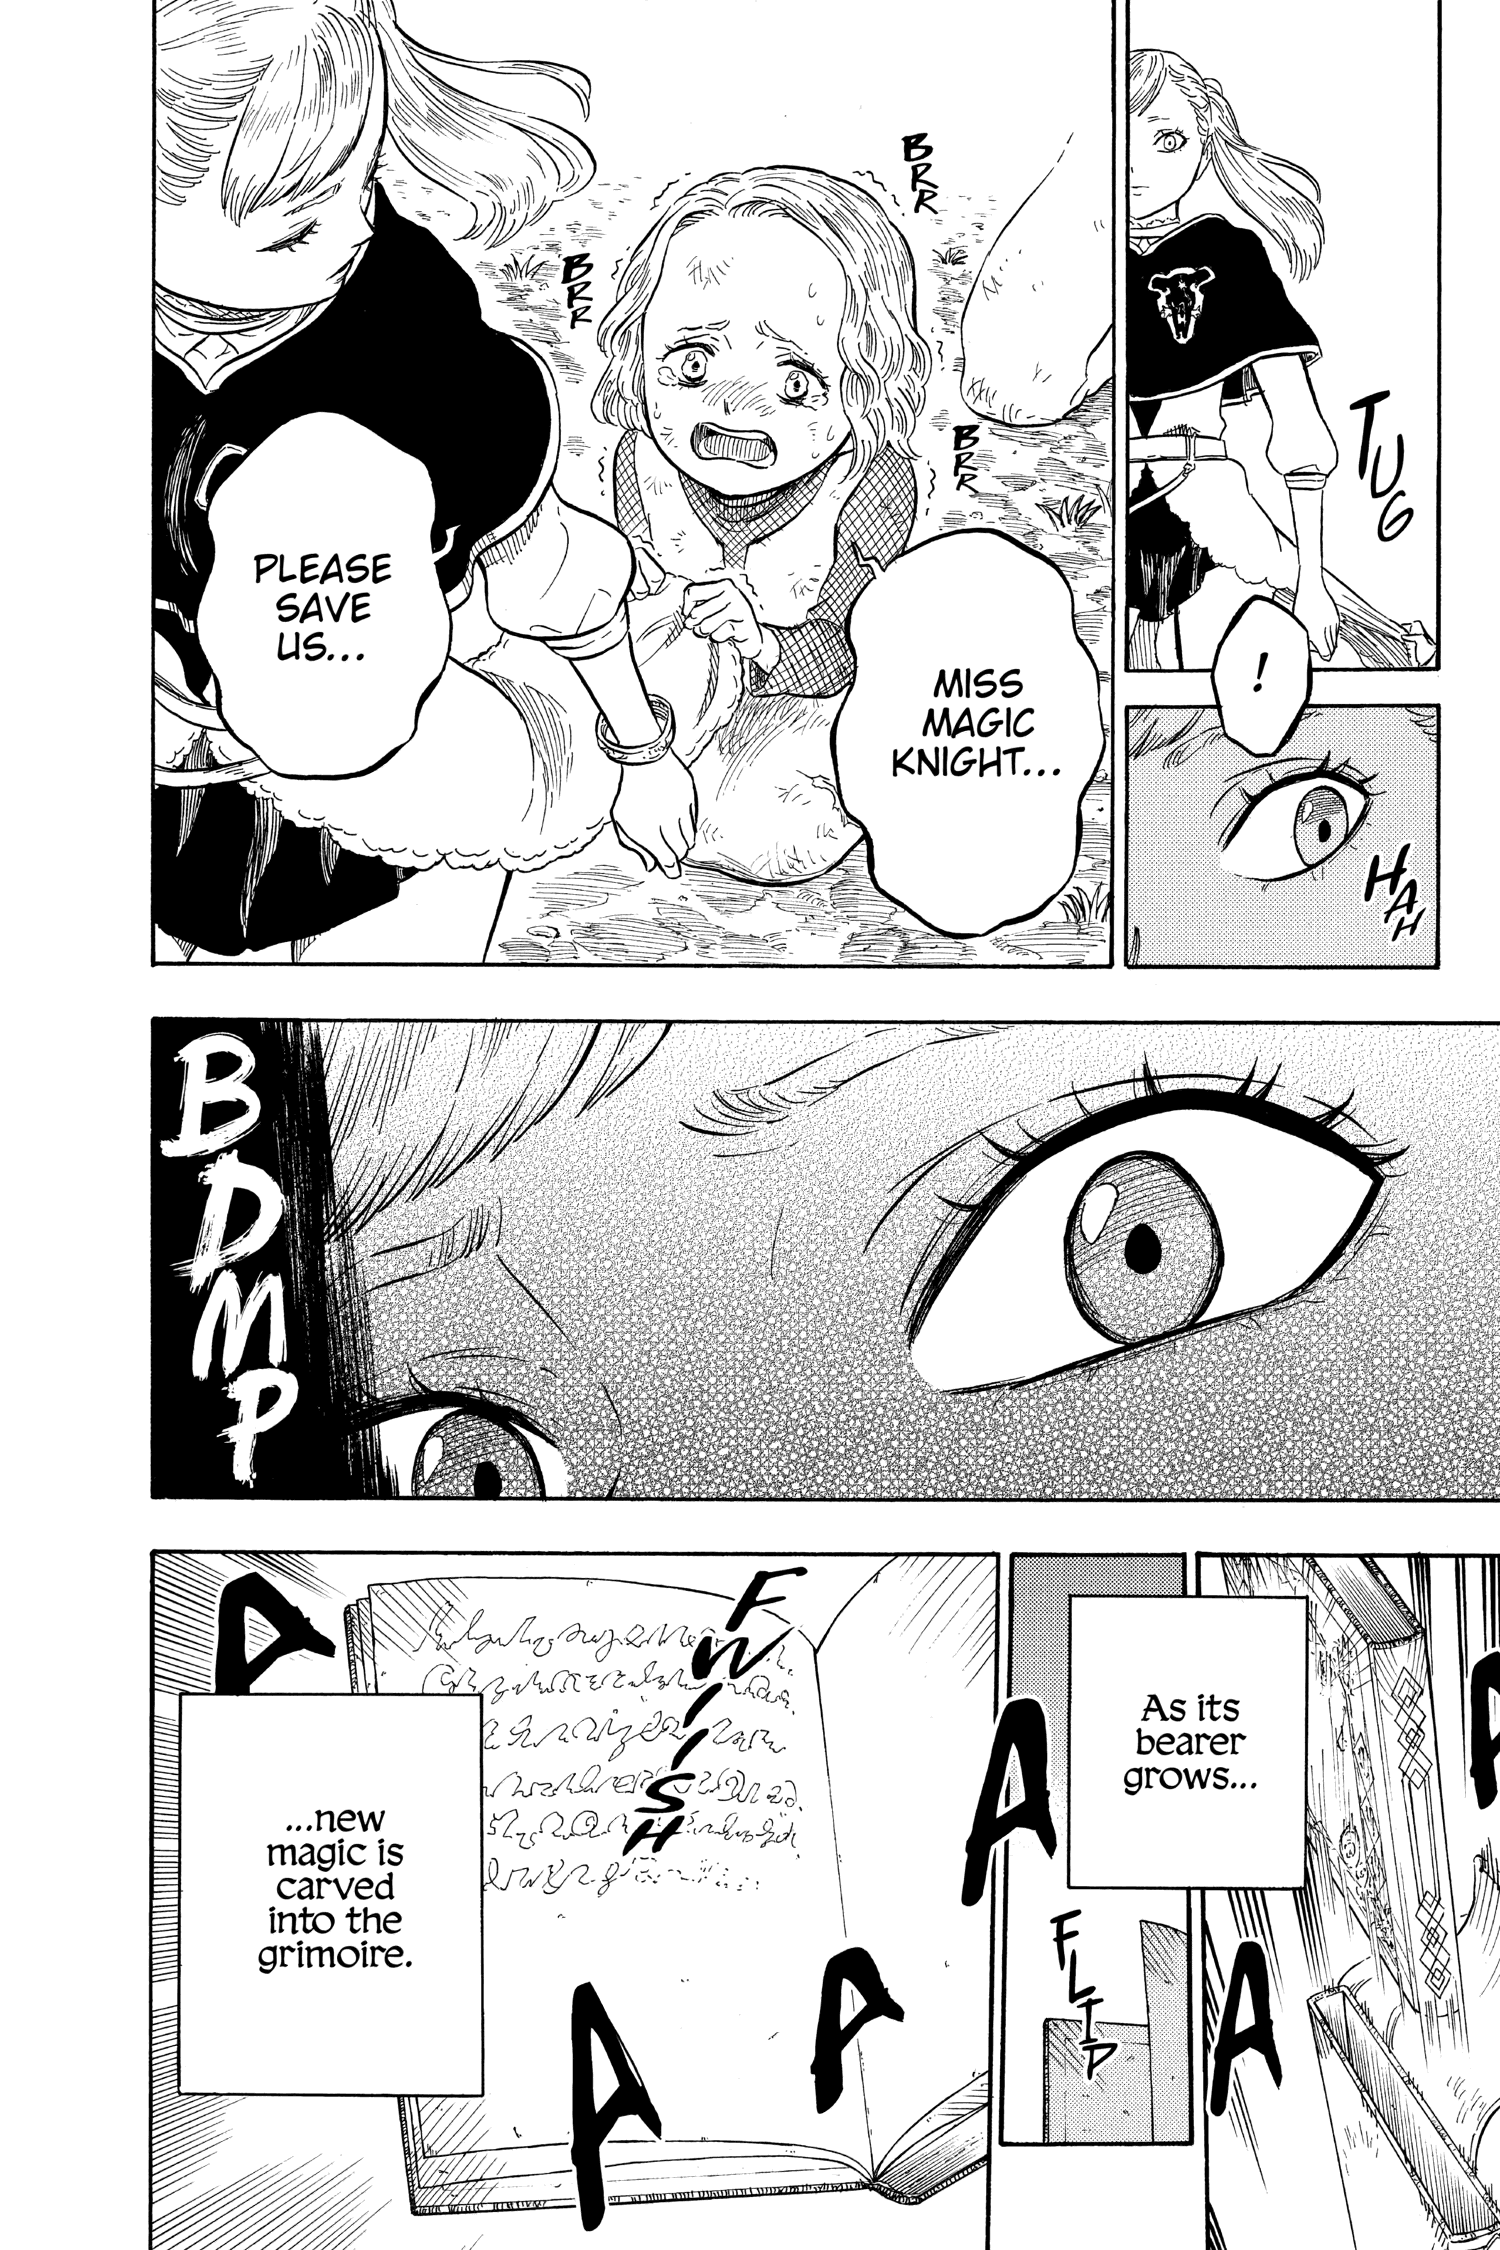 TUG
!
HAH
BRR
BRR
BRR
MISS
MAGIC
KNIGHT...
PLEASE
SAVE
US...
BDMP
As its
bearer
grows...
FLIP
FWISH
...new
magic is
carved
into the
grimoire.
A
A
A
A
A
A